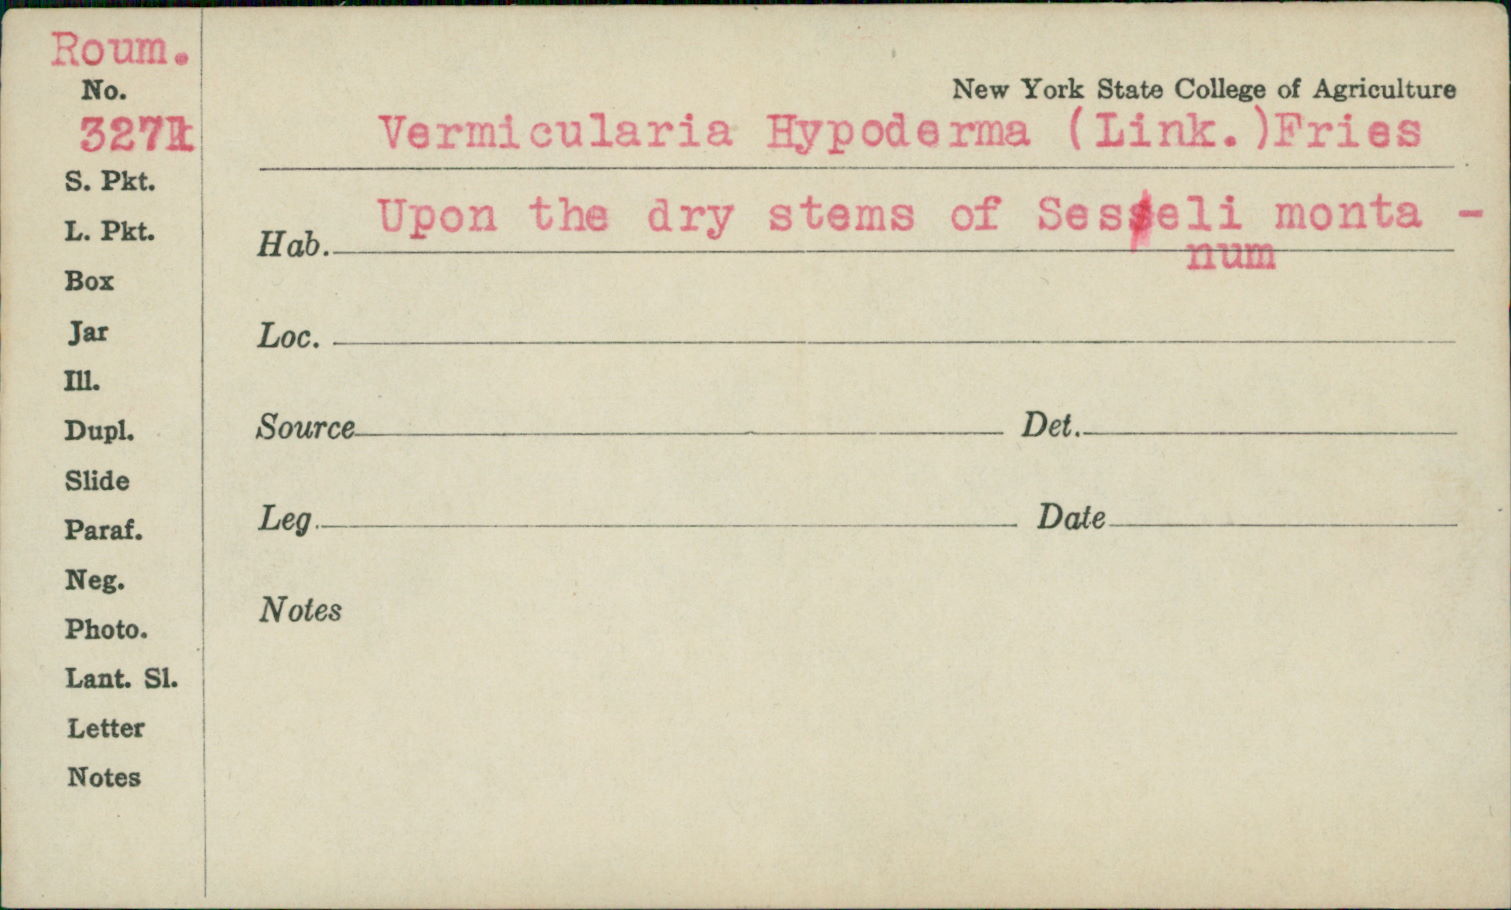 Roum.
No.
3271
New York State College of Agriculture
Vermicularia Hypoderma (Link.)Fries
S. Pkt.
Upon the dry stems of Seseli monta -
Hab.
num
L. Pkt.
Box
Jar
Loc.
Ill.
Dupl.
Source
Det.
Slide
Paraf.
Leg.
Date
Neg.
Photo.
Notes
Lant. Sl.
Letter
Notes